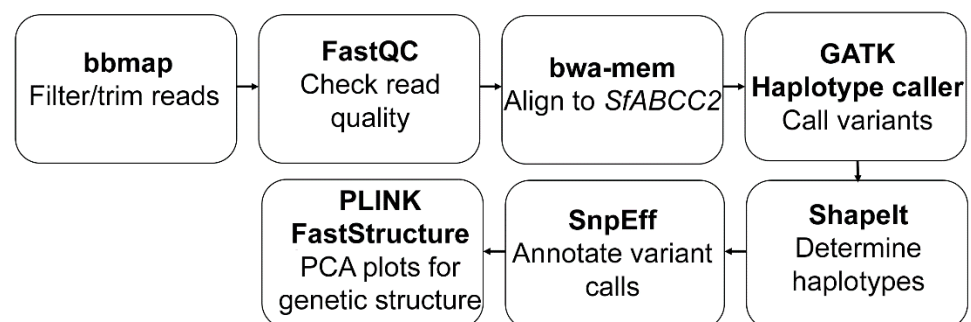 bbmap
Filter/trim reads
FastQC
Check read
quality
bwa-mem
Align to SfABCC2
GATK
Haplotype caller
Call variants
ShapeIt
Determine
haplotypes
SnpEff
Annotate variant
calls
PLINK
FastStructure
PCA plots for
genetic structure